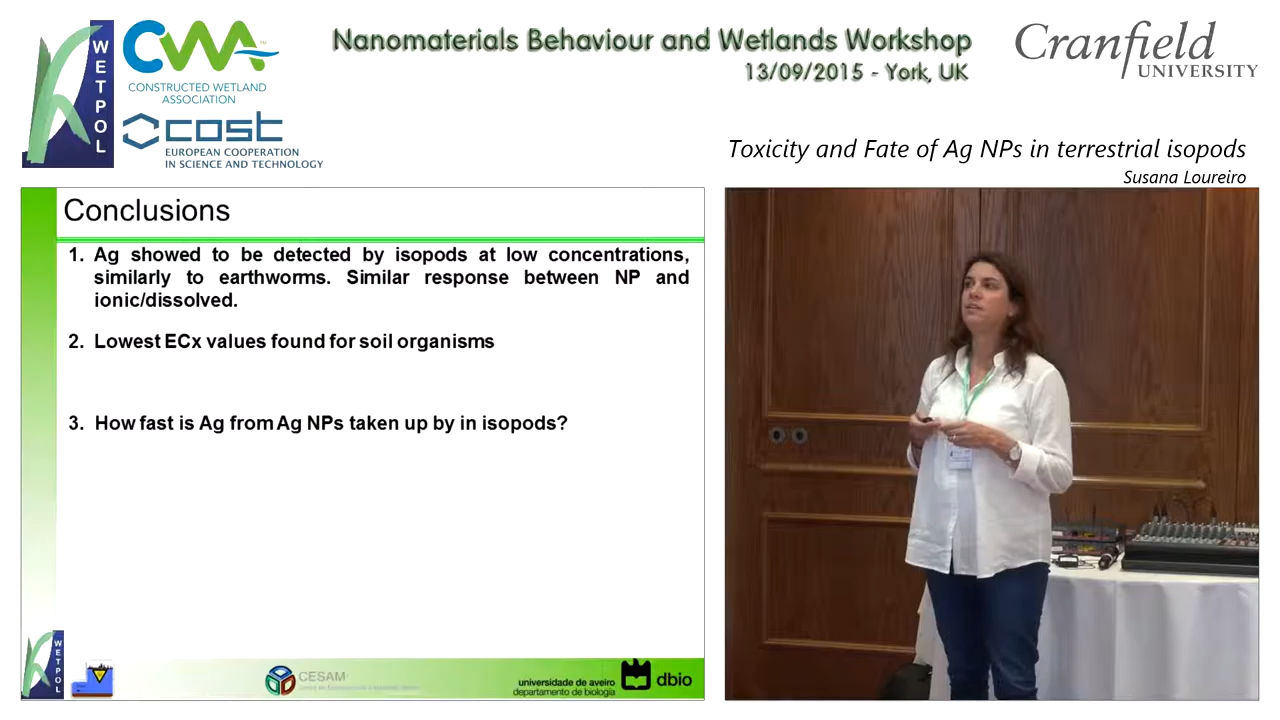 WETPOL
CWA
CONSTRUCTED WETLAND
ASSOCIATION
cost
EUROPEAN COOPERATION
IN SCIENCE AND TECHNOLOGY
Nanomaterials Behaviour and Wetlands Workshop
13/09/2015 - York, UK
Cranfield
UNIVERSITY
Toxicity and Fate of Ag NPs in terrestrial isopods
Susana Loureiro
Conclusions
1. Ag showed to be detected by isopods at low concentrations,
similarly to earthworms. Similar response between NP and
ionic/dissolved.
2. Lowest ECx values found for soil organisms
3. How fast is Ag from Ag NPs taken up by in isopods?
WETPOL
CESAM
universidade de aveiro
departamento de biologia
dbio